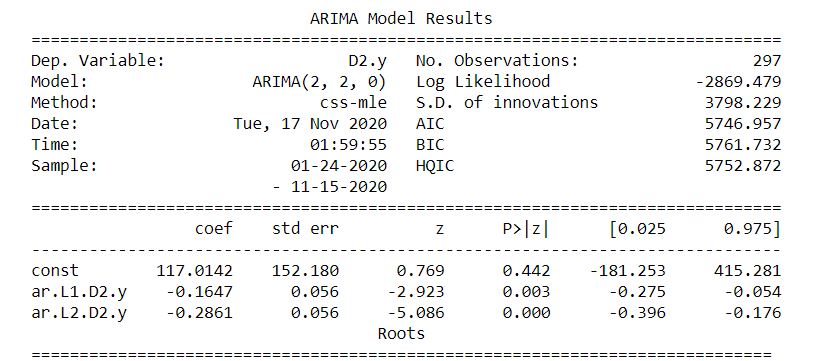 ARIMA Model Results
==============================================================================
Dep. Variable: D2.y No. Observations: 297
Model: ARIMA(2, 2, 0) Log Likelihood -2869.479
Method: css-mle S.D. of innovations 3798.229
Date: Tue, 17 Nov 2020 AIC 5746.957
Time: 01:59:55 BIC 5761.732
Sample: 01-24-2020 HQIC 5752.872
- 11-15-2020
==============================================================================
coef std err z P>|z| [0.025 0.975]
------------------------------------------------------------------------------
const 117.0142 152.180 0.769 0.442 -181.253 415.281
ar.L1.D2.y -0.1647 0.056 -2.923 0.003 -0.275 -0.054
ar.L2.D2.y -0.2861 0.056 -5.086 0.000 -0.396 -0.176
Roots
=============================================================================